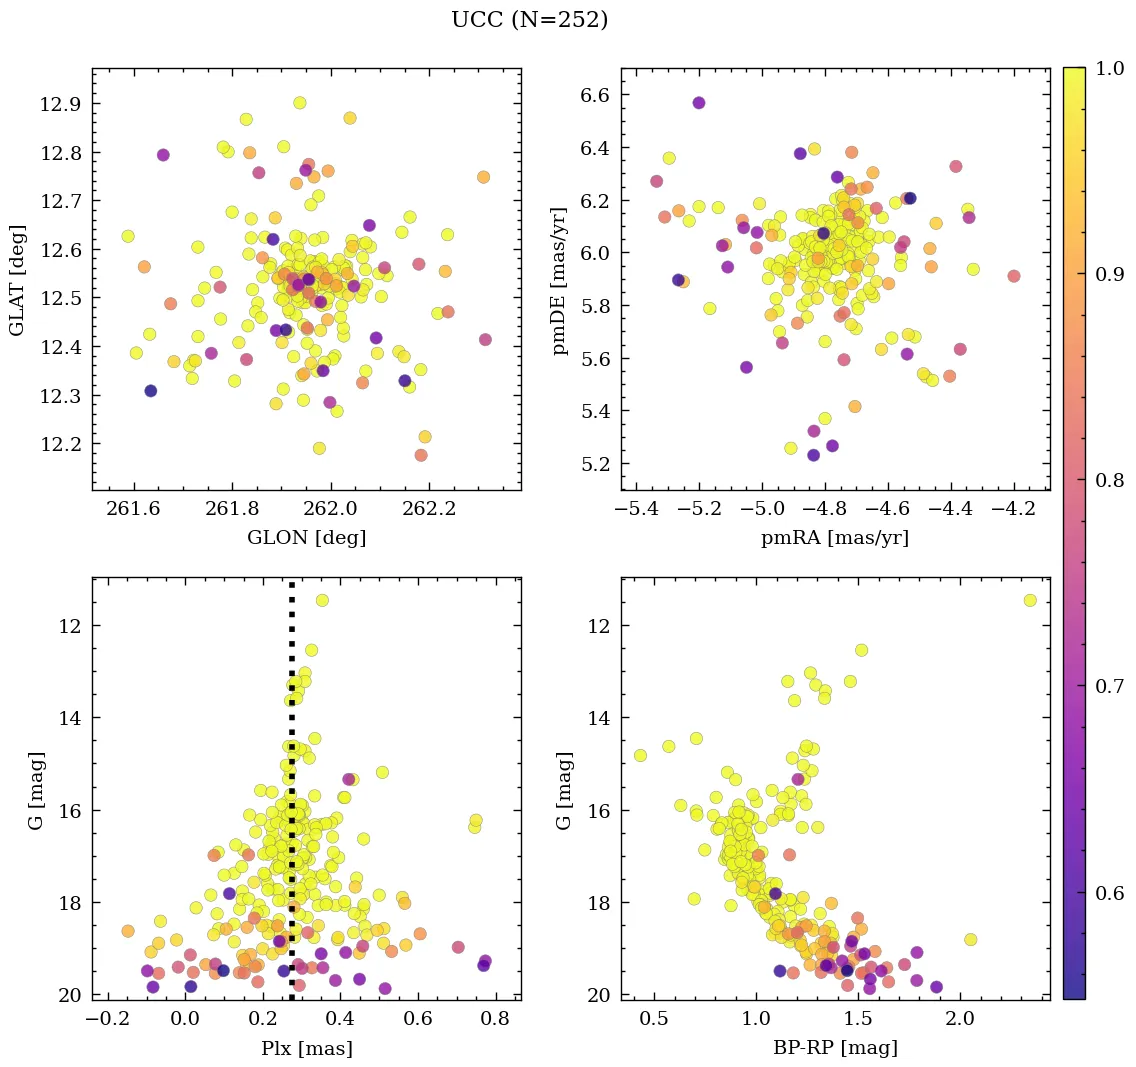 UCC (N=252)
12.9
12.8
12.7
12.6
12.5
12.4
12.3
12.2
GLAT [deg]
261.6 261.8 262.0 262.2
GLON [deg]
6.6
6.4
6.2
6.0
5.8
5.6
5.4
5.2
pmDE [mas/yr]
−5.4 −5.2 −5.0 −4.8 −4.6 −4.4 −4.2
pmRA [mas/yr]
12
14
16
18
20
G [mag]
−0.2 0.0 0.2 0.4 0.6 0.8
Plx [mas]
12
14
16
18
20
G [mag]
0.5 1.0 1.5 2.0
BP-RP [mag]
1.0
0.9
0.8
0.7
0.6